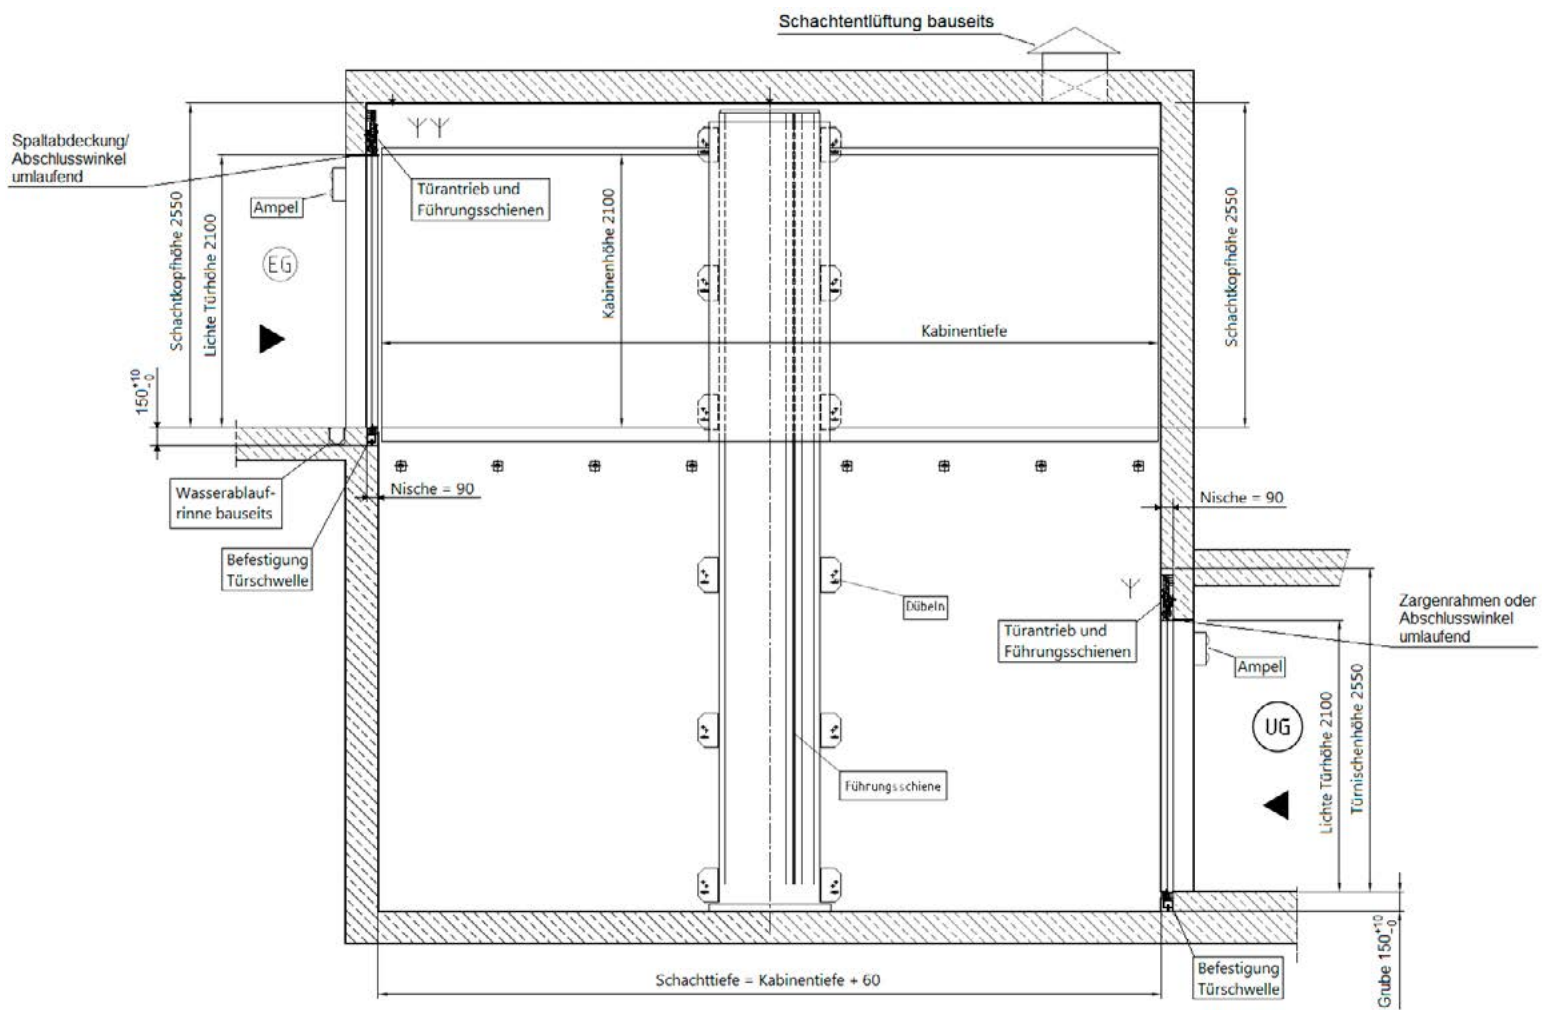 Schachtentlüftung bauseits
Spaltabdeckung/
Abschlusswinkel
umlaufend
Ampel
EG
Schachtkopfhöhe 2550
Lichte Türhöhe 2100
150 +10 -0
Türantrieb und
Führungsschienen
Kabinenhöhe 2100
Kabinentiefe
Schachtkopfhöhe 2550
Wasserablauf-
rinne bauseits
Nische = 90
Befestigung
Türschwelle
Nische = 90
Dübeln
Türantrieb und
Führungsschienen
Zargenrahmen oder
Abschlusswinkel
umlaufend
Ampel
UG
Lichte Türhöhe 2100
Türnischenhöhe 2550
Führungsschiene
Grube 150 +10 -0
Befestigung
Türschwelle
Schachttiefe = Kabinentiefe + 60